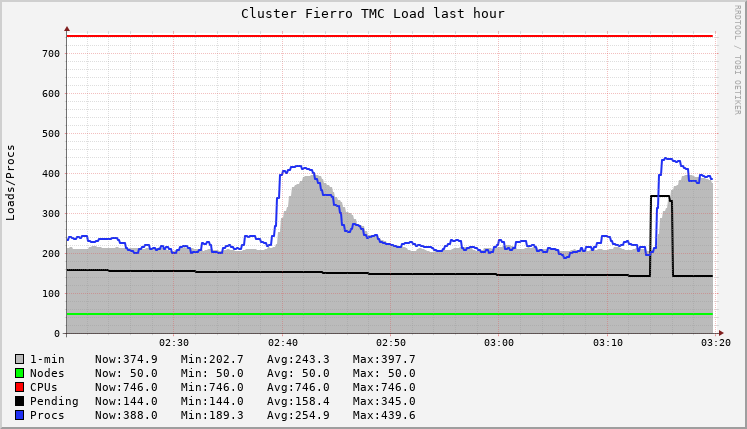 Cluster Fierro TMC Load last hour
RRDTOOL / TOBI OETIKER
Loads/Procs
700
600
500
400
300
200
100
0
02:30 02:40 02:50 03:00 03:10 03:20
1-min Now:374.9 Min:202.7 Avg:243.3 Max:397.7
Nodes Now: 50.0 Min: 50.0 Avg: 50.0 Max: 50.0
CPUs Now:746.0 Min:746.0 Avg:746.0 Max:746.0
Pending Now:144.0 Min:144.0 Avg:158.4 Max:345.0
Procs Now:388.0 Min:189.3 Avg:254.9 Max:439.6